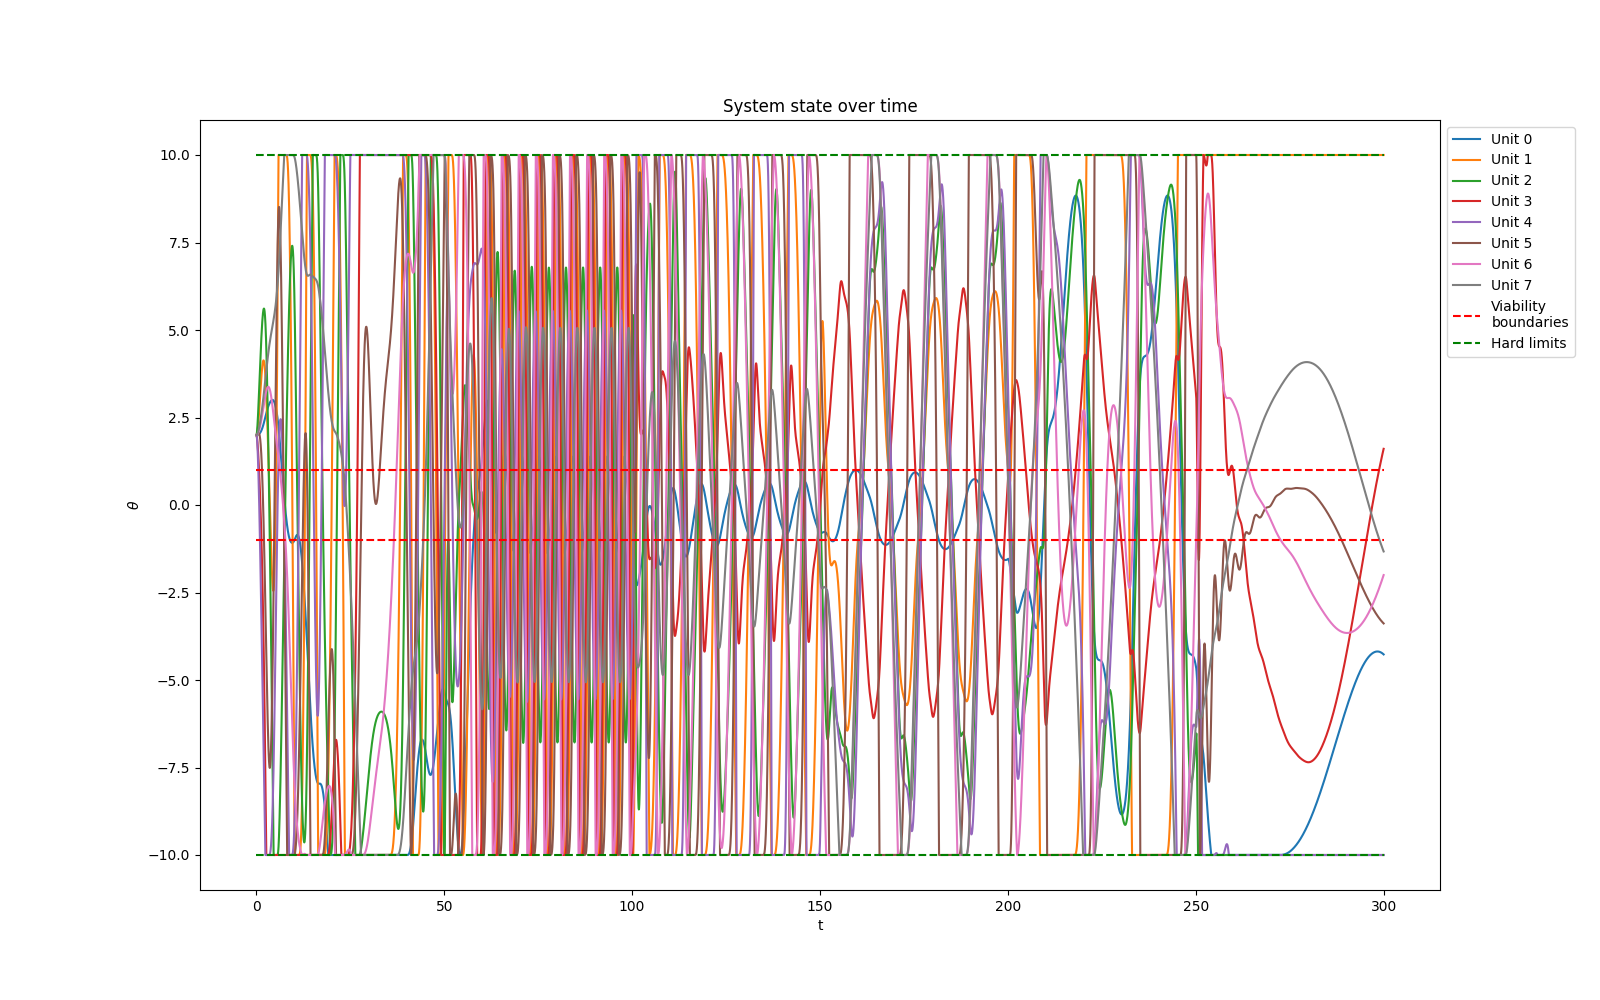 System state over time
10.0
7.5
5.0
2.5
0.0
−2.5
−5.0
−7.5
−10.0
θ
0
50
100
150
200
250
300
t
Unit 0
Unit 1
Unit 2
Unit 3
Unit 4
Unit 5
Unit 6
Unit 7
Viability
boundaries
Hard limits